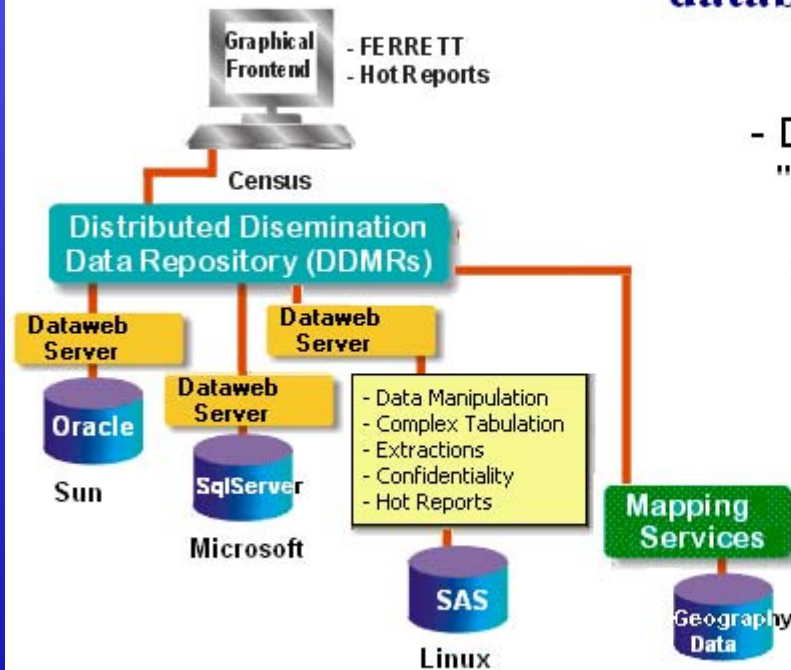 Graphical
Frontend
- FERRETT
- Hot Reports
- D
"
Census
Distributed Disemination
Data Repository (DDMRs)
Dataweb
Server
Dataweb
Server
Dataweb
Server
Oracle
Sun
SqlServer
Microsoft
- Data Manipulation
- Complex Tabulation
- Extractions
- Confidentiality
- Hot Reports
SAS
Linux
Mapping
Services
Geography
Data